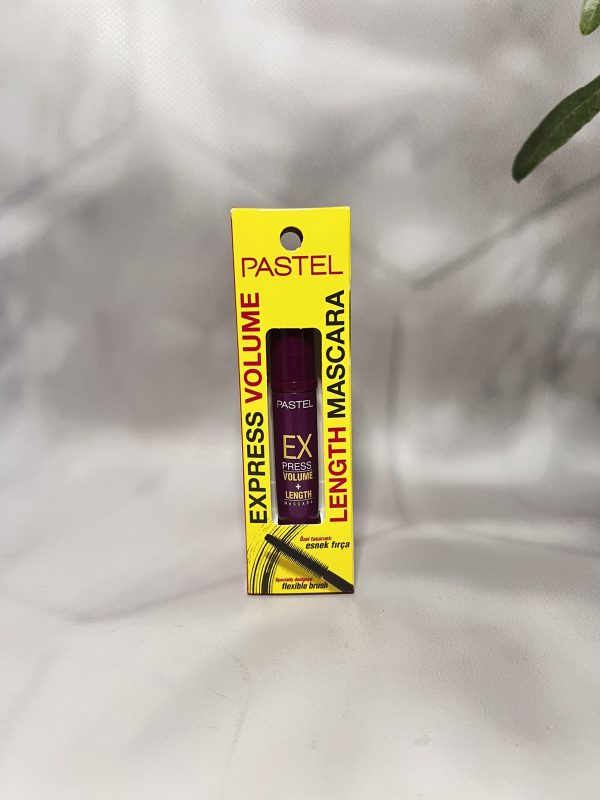 PASTEL
EXPRESS VOLUME
LENGTH MASCARA
PASTEL
EX
PRESS
VOLUME
+
LENGTH
MASCARA
Özel tasarımlı
esnek fırça
Specially designed
flexible brush